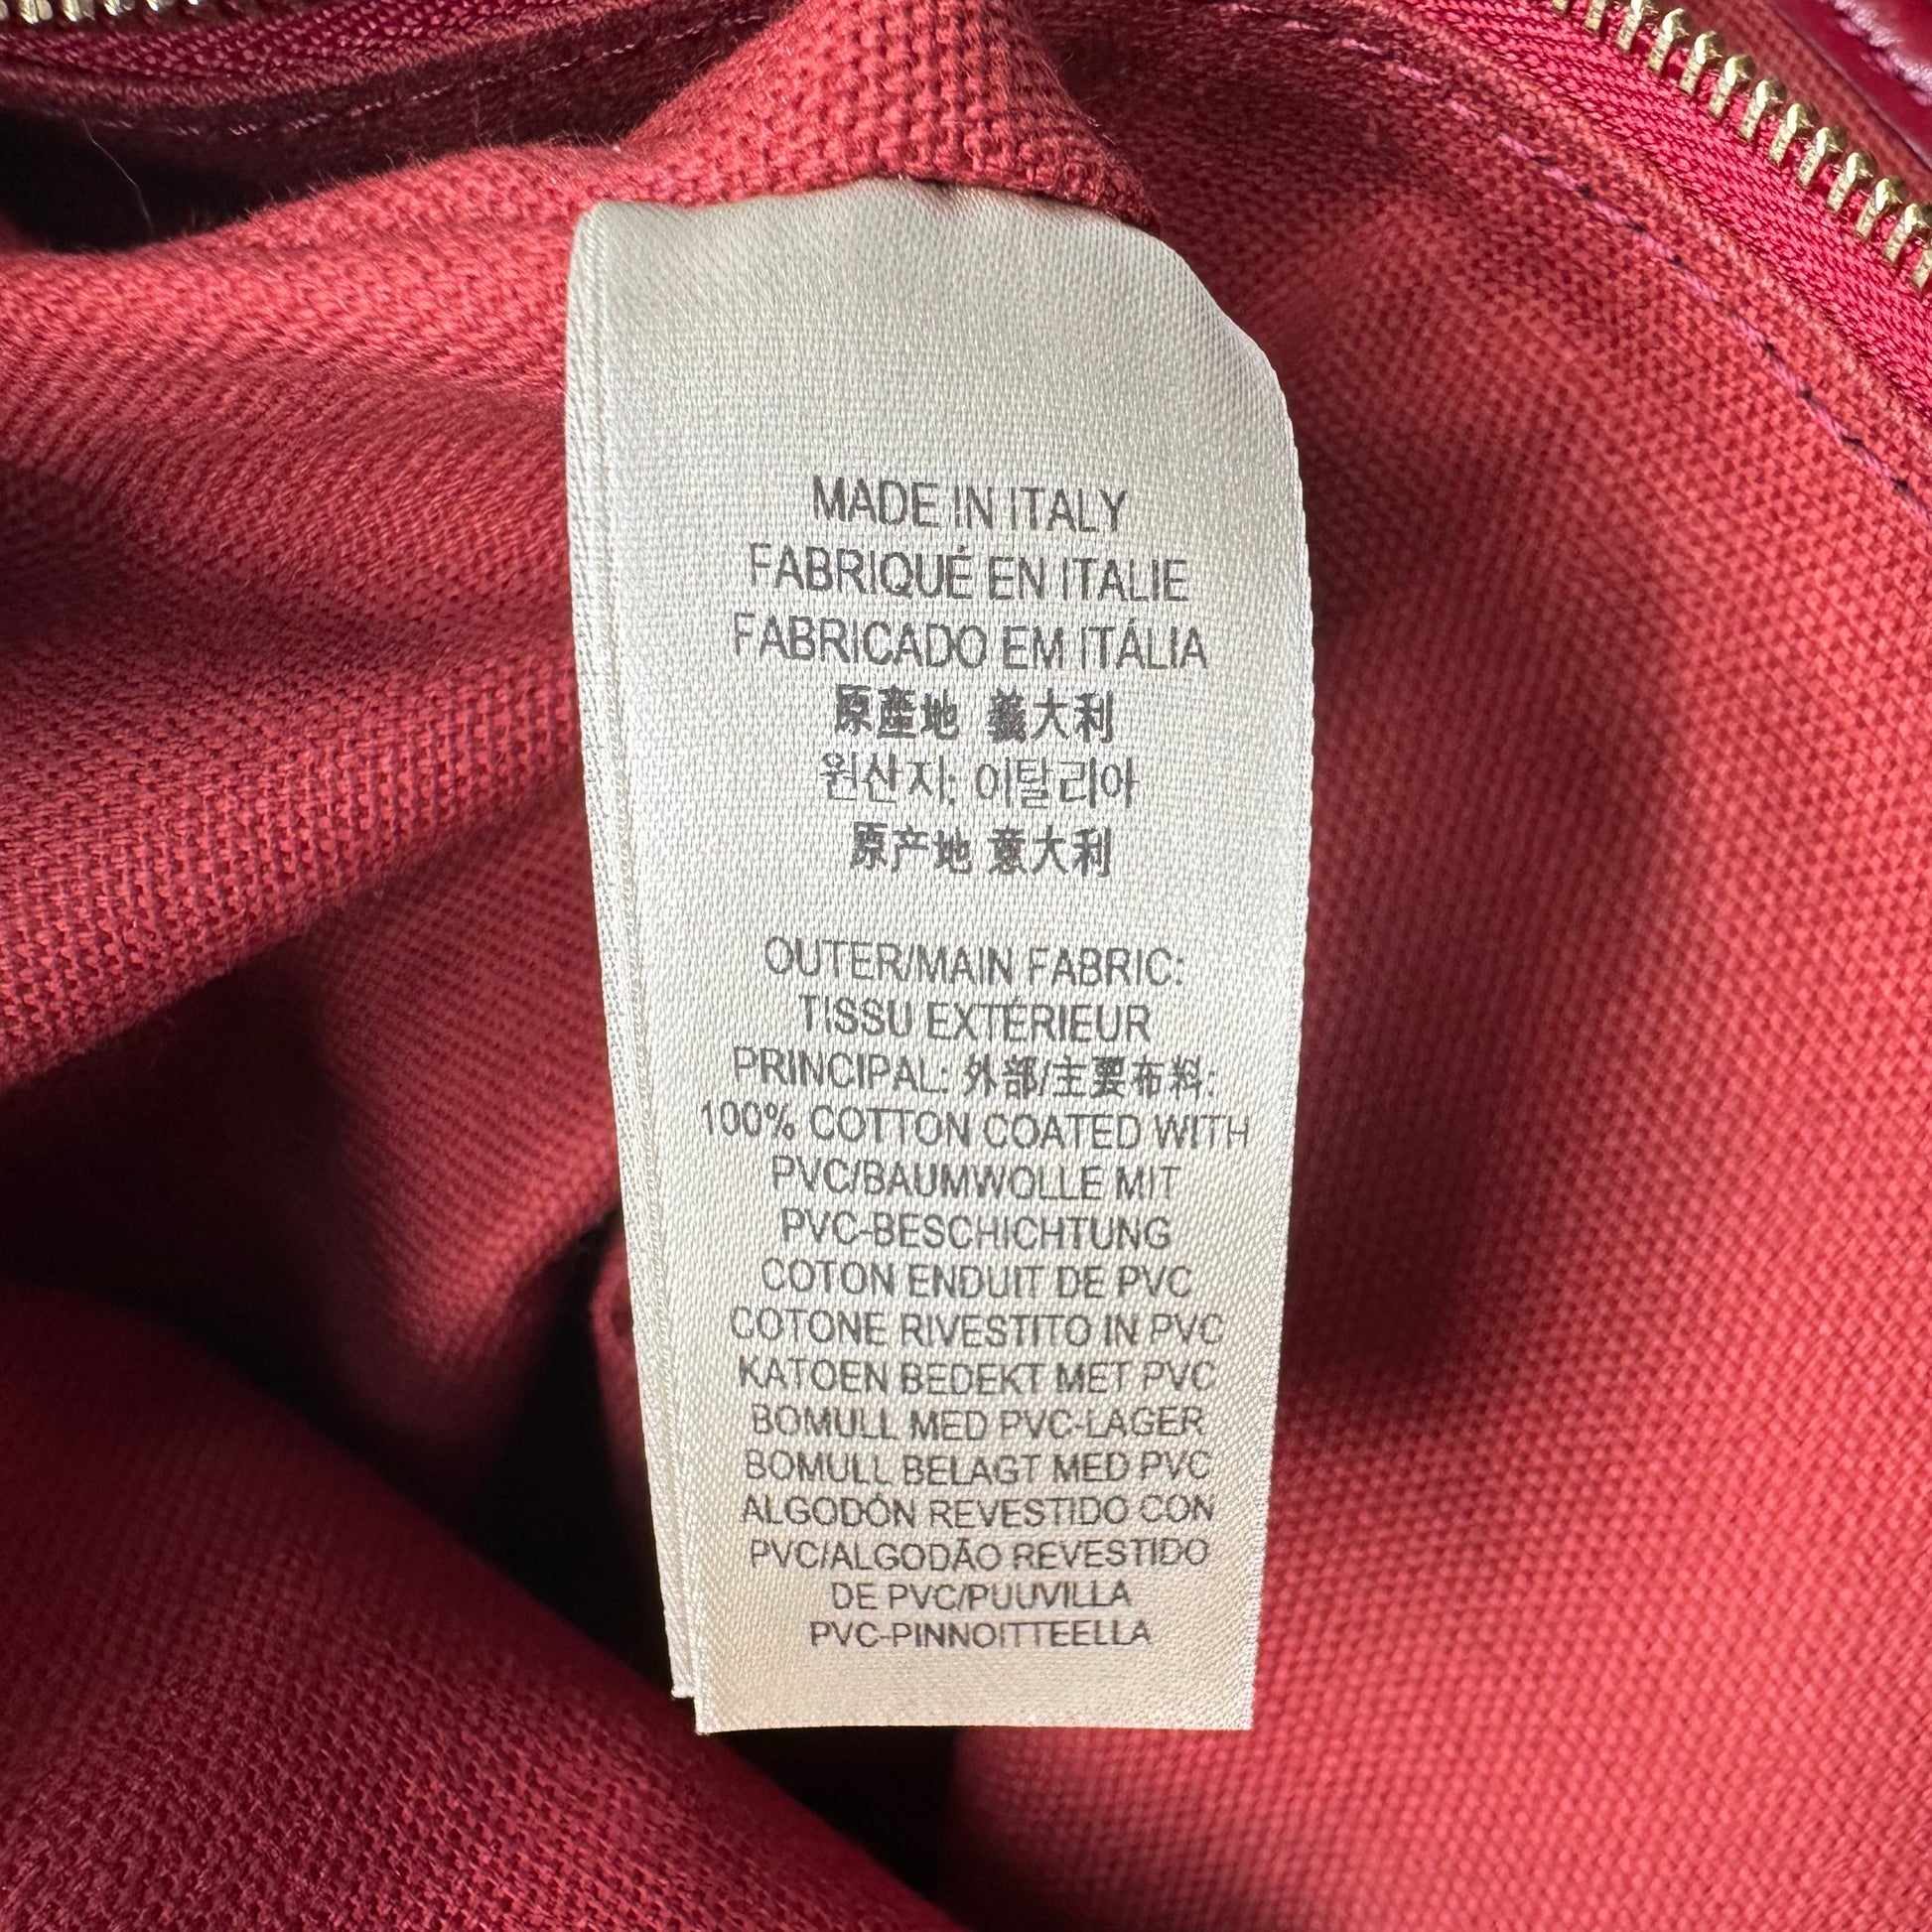 MADE IN ITALY
FABRIQUÉ EN ITALIE
FABRICADO EM ITÁLIA
原產地 義大利
원산지: 이탈리아
原产地 意大利
OUTER/MAIN FABRIC:
TISSU EXTÉRIEUR
PRINCIPAL: 外部/主要布料:
100% COTTON COATED WITH
PVC/BAUMWOLLE MIT
PVC-BESCHICHTUNG
COTON ENDUIT DE PVC
COTONE RIVESTITO IN PVC
KATOEN BEDEKT MET PVC
BOMULL MED PVC-LAGER
BOMULL BELAGT MED PVC
ALGODÓN REVESTIDO CON
PVC/ALGODÃO REVESTIDO
DE PVC/PUUVILLA
PVC-PINNOITTEELLA